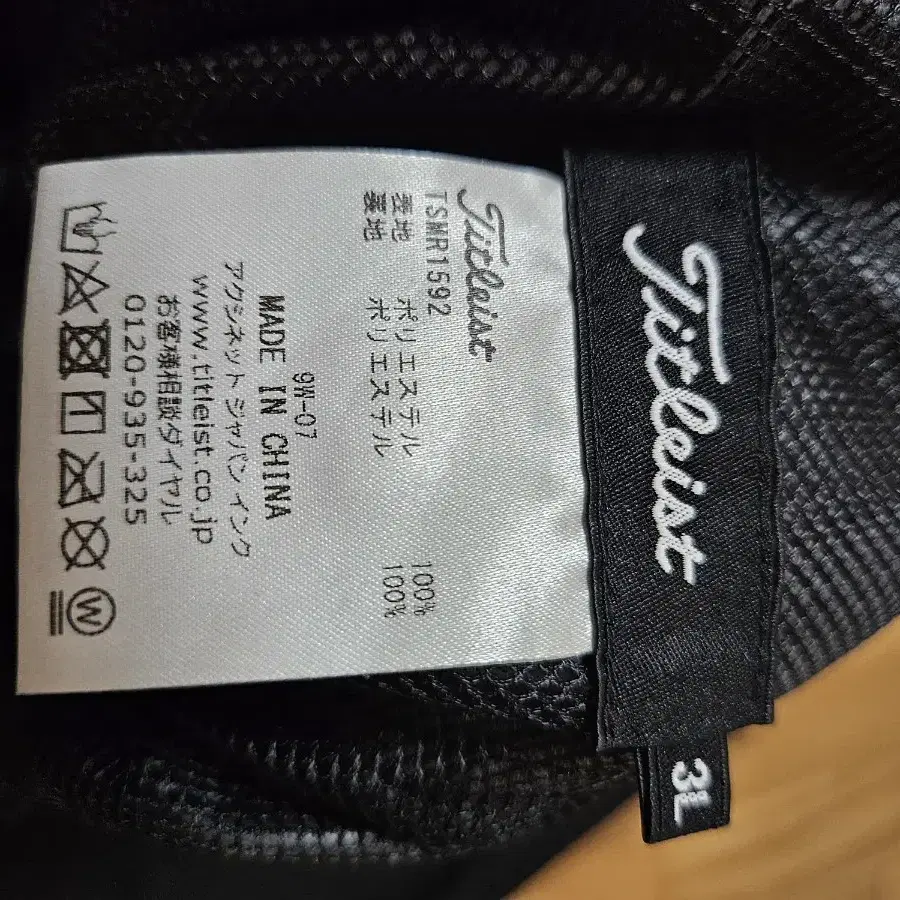 Titleist
3L
Titleist
TSMR1592
表地 ポリエステル 100%
裏地 ポリエステル 100%
9W-07
MADE IN CHINA
アクシネット ジャパン インク
www.titleist.co.jp
お客様相談ダイヤル
0120-935-325
W